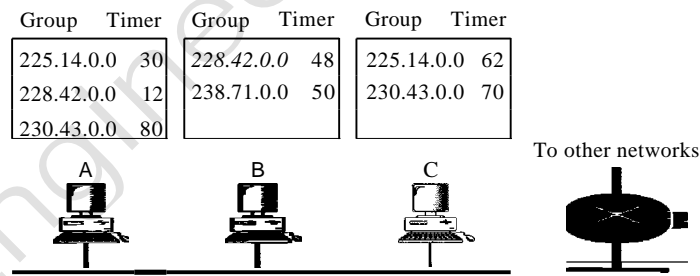 Group Timer Group Timer Group Timer
225.14.0.0 30 228.42.0.0 48 225.14.0.0 62
228.42.0.0 12 238.71.0.0 50 230.43.0.0 70
230.43.0.0 80
To other networks
A B C